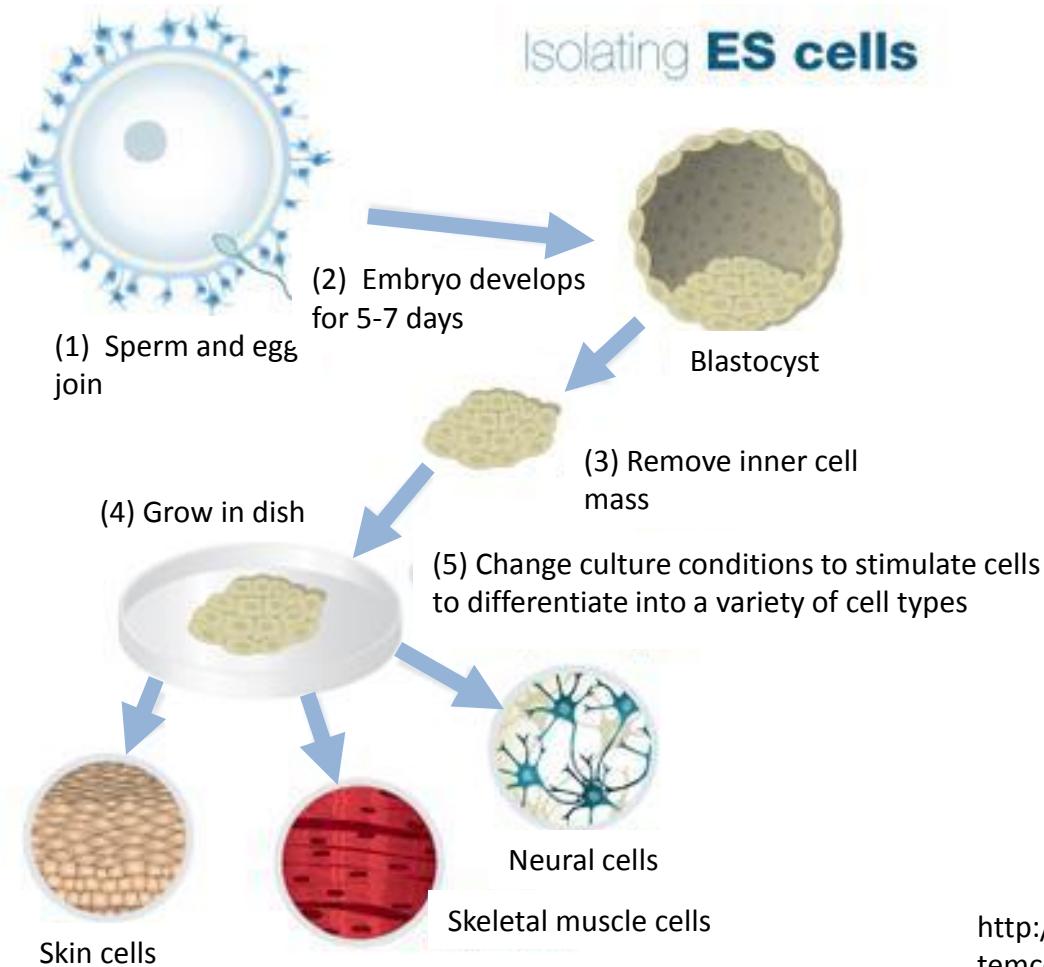 Isolating ES cells
(2) Embryo develops
for 5-7 days
(1) Sperm and egg
join
Blastocyst
(3) Remove inner cell
mass
(4) Grow in dish
(5) Change culture conditions to stimulate cells
to differentiate into a variety of cell types
Neural cells
Skeletal muscle cells
Skin cells
http:/
temc